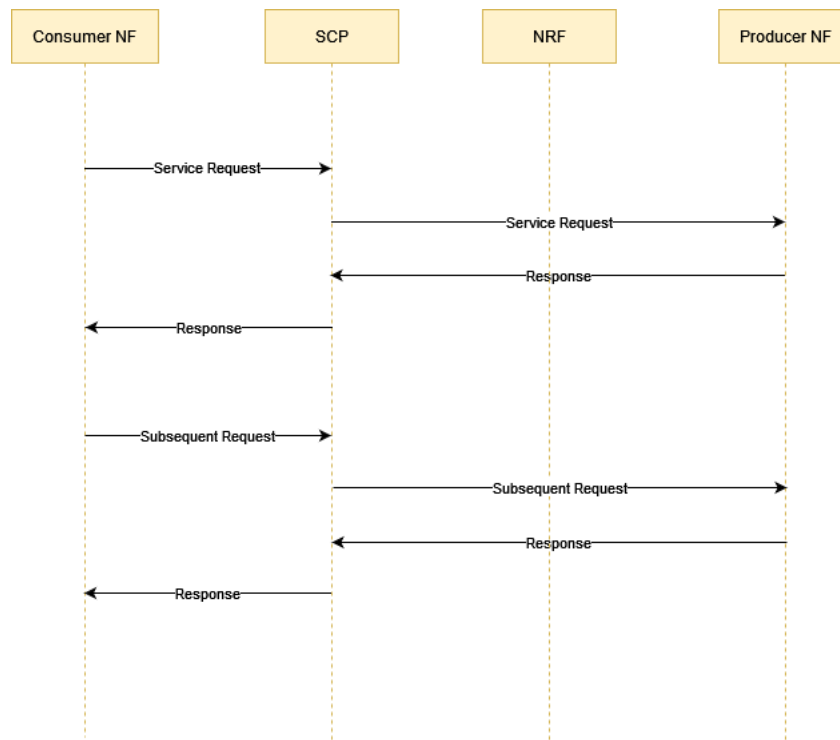 Consumer NF
SCP
NRF
Producer NF
Service Request
Service Request
Response
Response
Subsequent Request
Subsequent Request
Response
Response